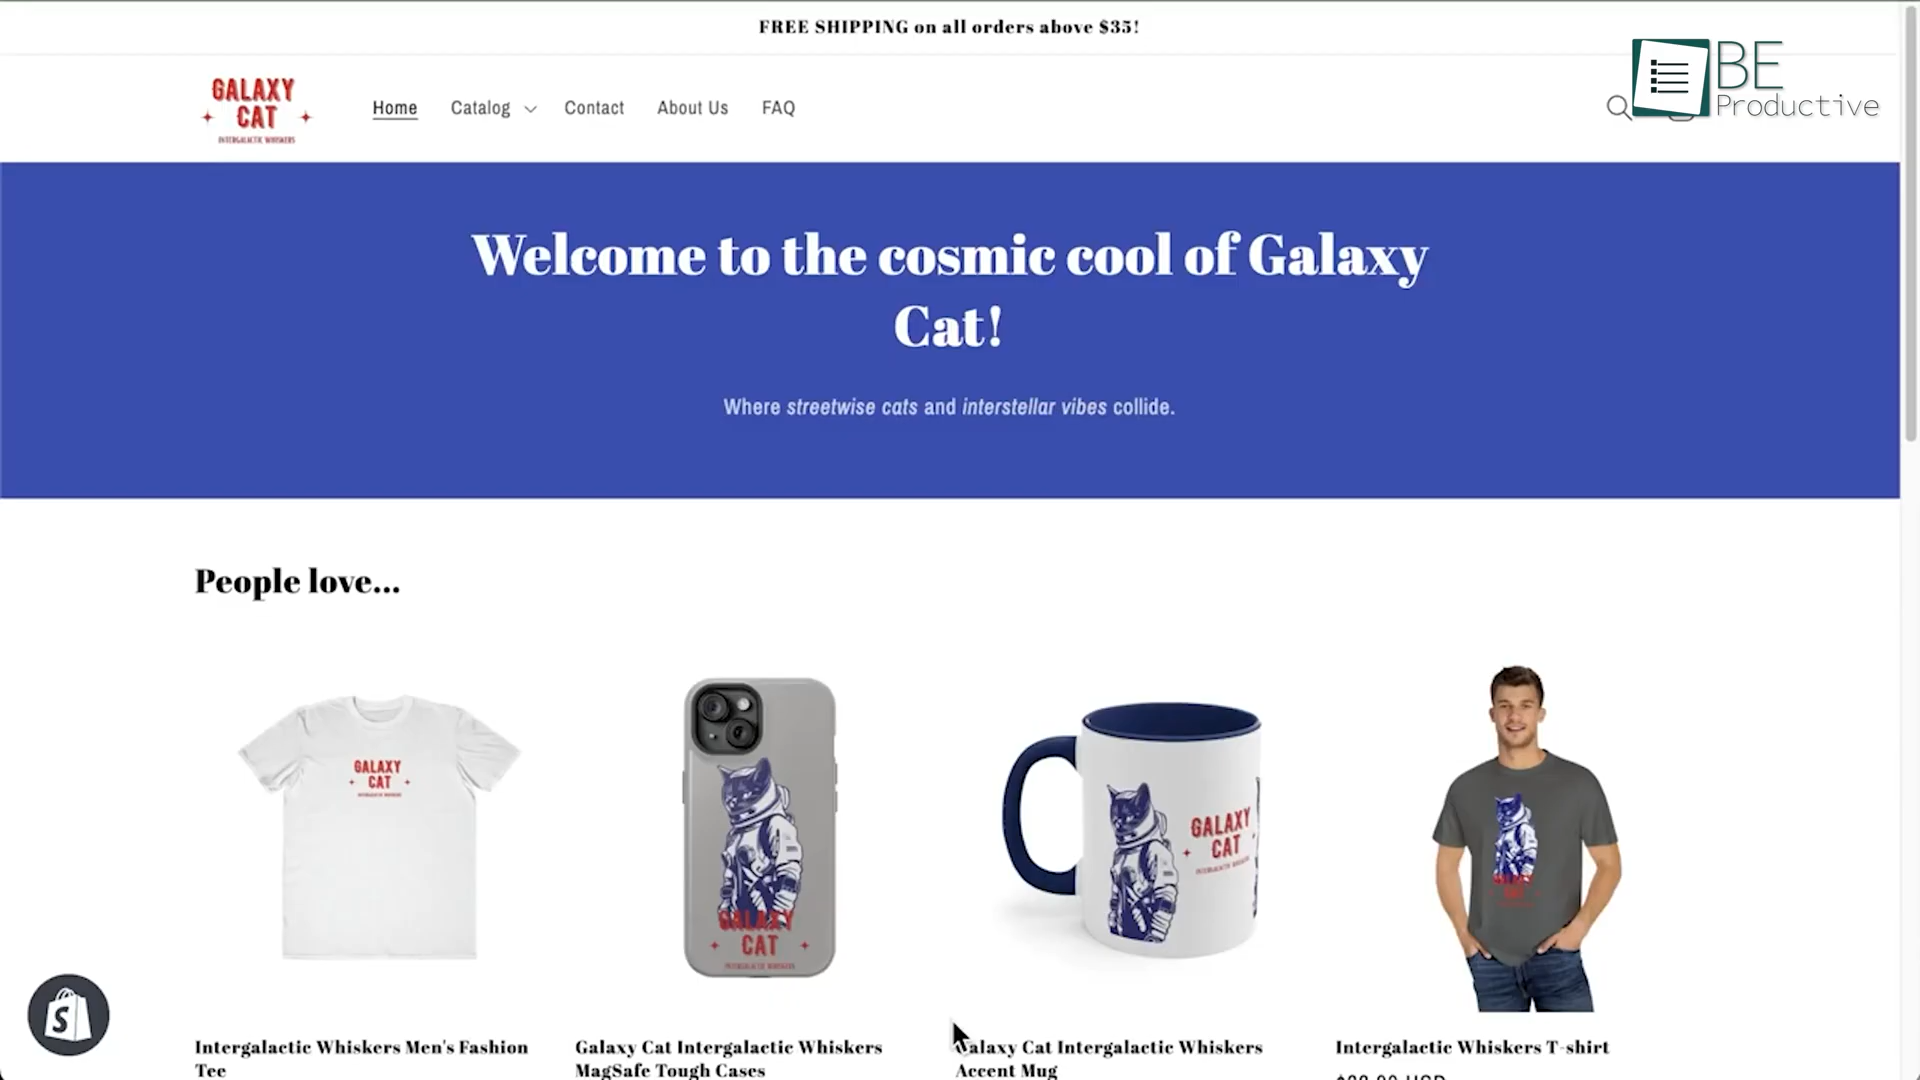 FREE SHIPPING on all orders above $35!
BE
Productive
GALAXY
CAT
INTERGALACTIC WHISKERS
Home
Catalog
Contact
About Us
FAQ
Welcome to the cosmic cool of Galaxy
Cat!
Where streetwise cats and interstellar vibes collide.
People love...
GALAXY
CAT
INTERGALACTIC WHISKERS
GALAXY
CAT
INTERGALACTIC WHISKERS
GALAXY
CAT
INTERGALACTIC WHISKERS
S
Intergalactic Whiskers Men's Fashion
Tee
Galaxy Cat Intergalactic Whiskers
MagSafe Tough Cases
Galaxy Cat Intergalactic Whiskers
Accent Mug
Intergalactic Whiskers T-shirt